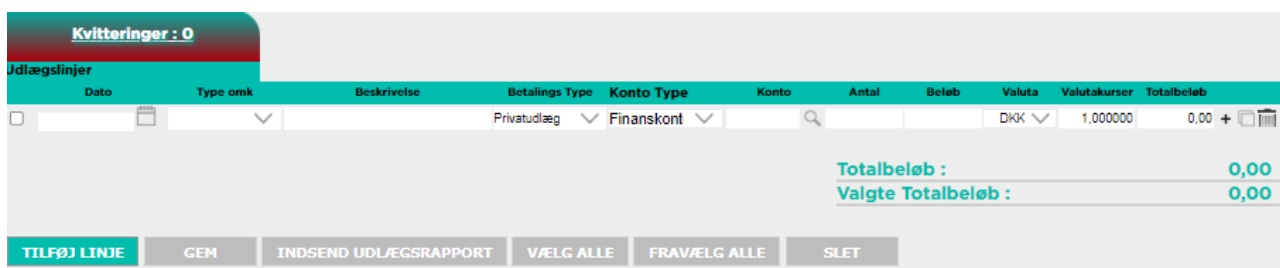 Kvitteringer : 0
Udlægslinjer
Dato Type omk Beskrivelse Betalings Type Konto Type Konto Antal Beløb Valuta Valutakurser Totalbeløb
Privatudlæg Finanskont DKK 1,000000 0,00 +
Totalbeløb : 0,00
Valgte Totalbeløb : 0,00
TILFØJ LINJE GEM INDSEND UDLÆGSRAPPORT VÆLG ALLE FRAVÆLG ALLE SLET